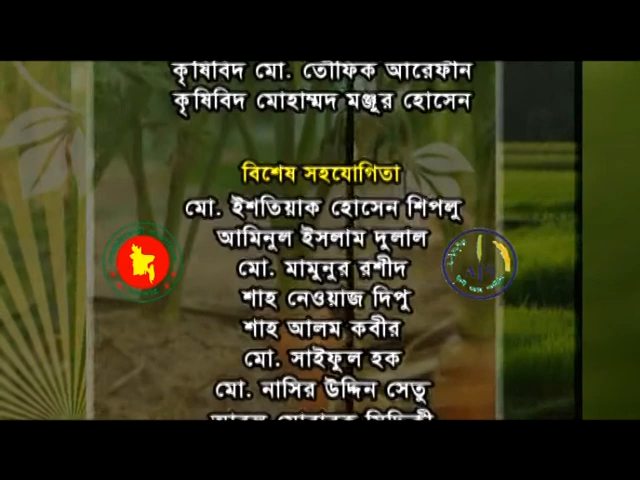 কৃষিবিদ মো. তৌফিক আরেফীন
কৃষিবিদ মোহাম্মদ মঞ্জুর হোসেন
বিশেষ সহযোগিতা
মো. ইশতিয়াক হোসেন শিপলু
আমিনুল ইসলাম দুলাল
মো. মামুনুর রশীদ
শাহ নেওয়াজ দিপু
শাহ আলম কবীর
মো. সাইফুল হক
মো. নাসির উদ্দিন সেতু